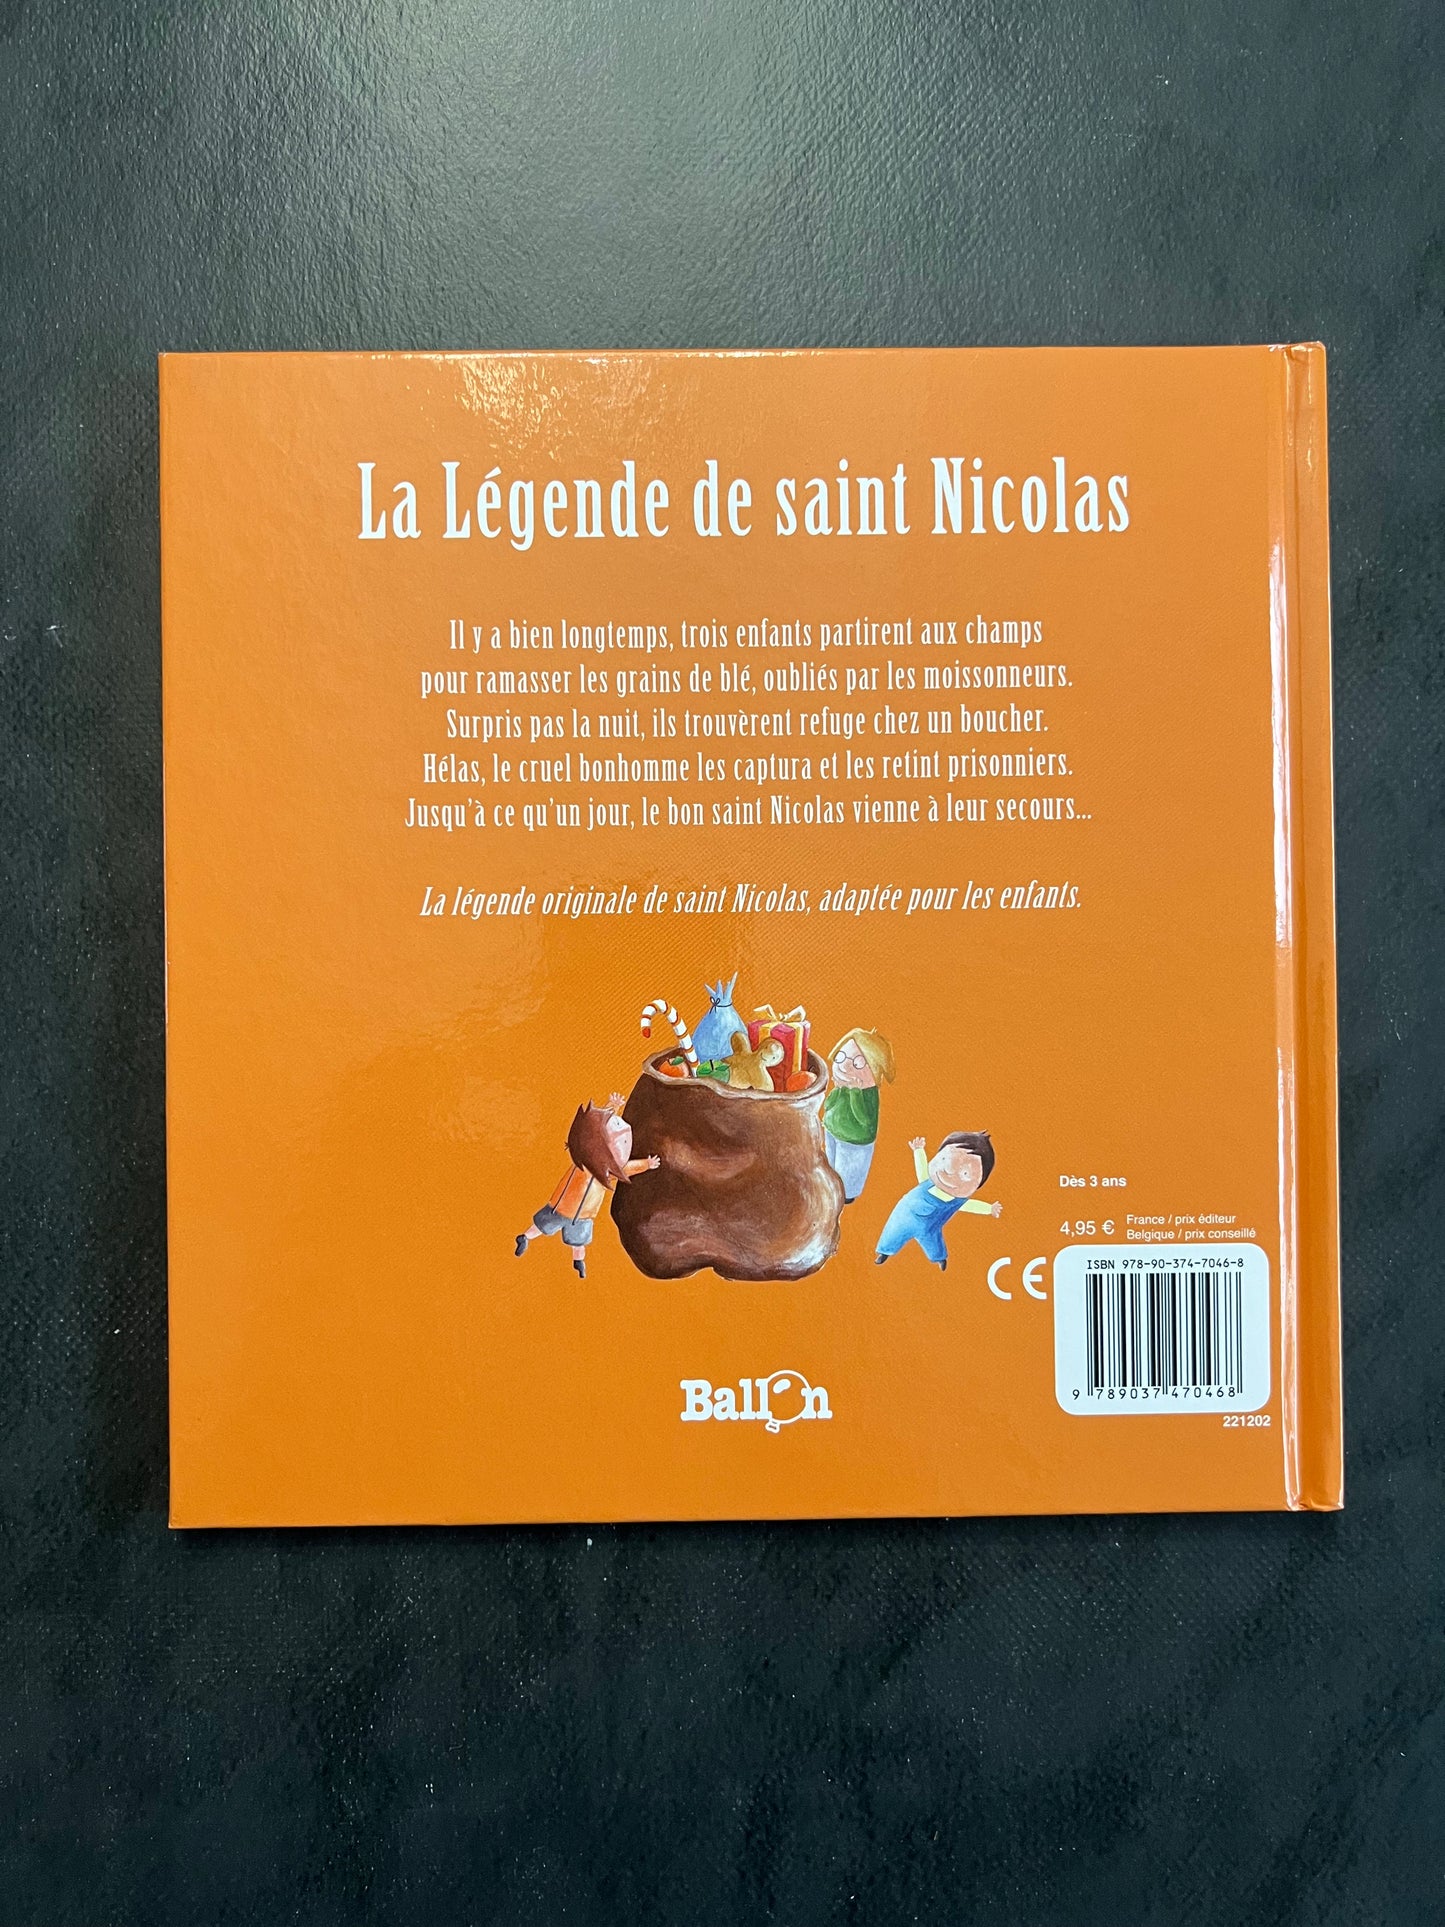 La Légende de saint Nicolas
Il y a bien longtemps, trois enfants partirent aux champs
pour ramasser les grains de blé, oubliés par les moissonneurs.
Surpris pas la nuit, ils trouvèrent refuge chez un boucher.
Hélas, le cruel bonhomme les captura et les retint prisonniers.
Jusqu'à ce qu'un jour, le bon saint Nicolas vienne à leur secours...
La légende originale de saint Nicolas, adaptée pour les enfants.
Dès 3 ans
4,95 € France / prix éditeur
Belgique / prix conseillé
CE
ISBN 978-90-374-7046-8
9 789037 470468
221202
Ballon